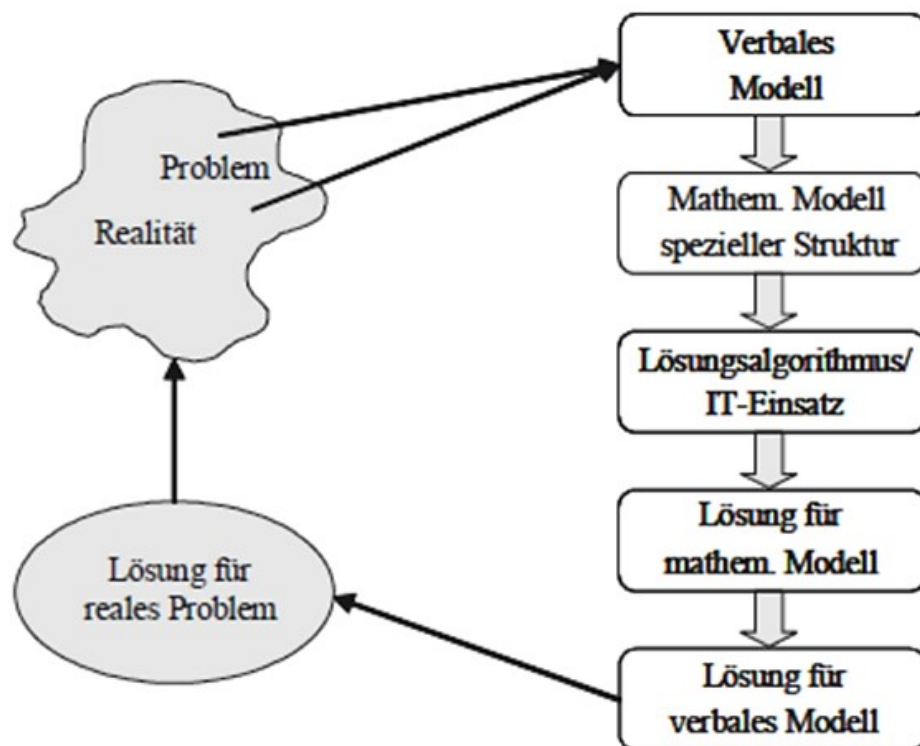 Verbales
Modell
Problem
Realität
Mathem. Modell
spezieller Struktur
Lösungsalgorithmus/
IT-Einsatz
Lösung für
mathem. Modell
Lösung für
reales Problem
Lösung für
verbales Modell